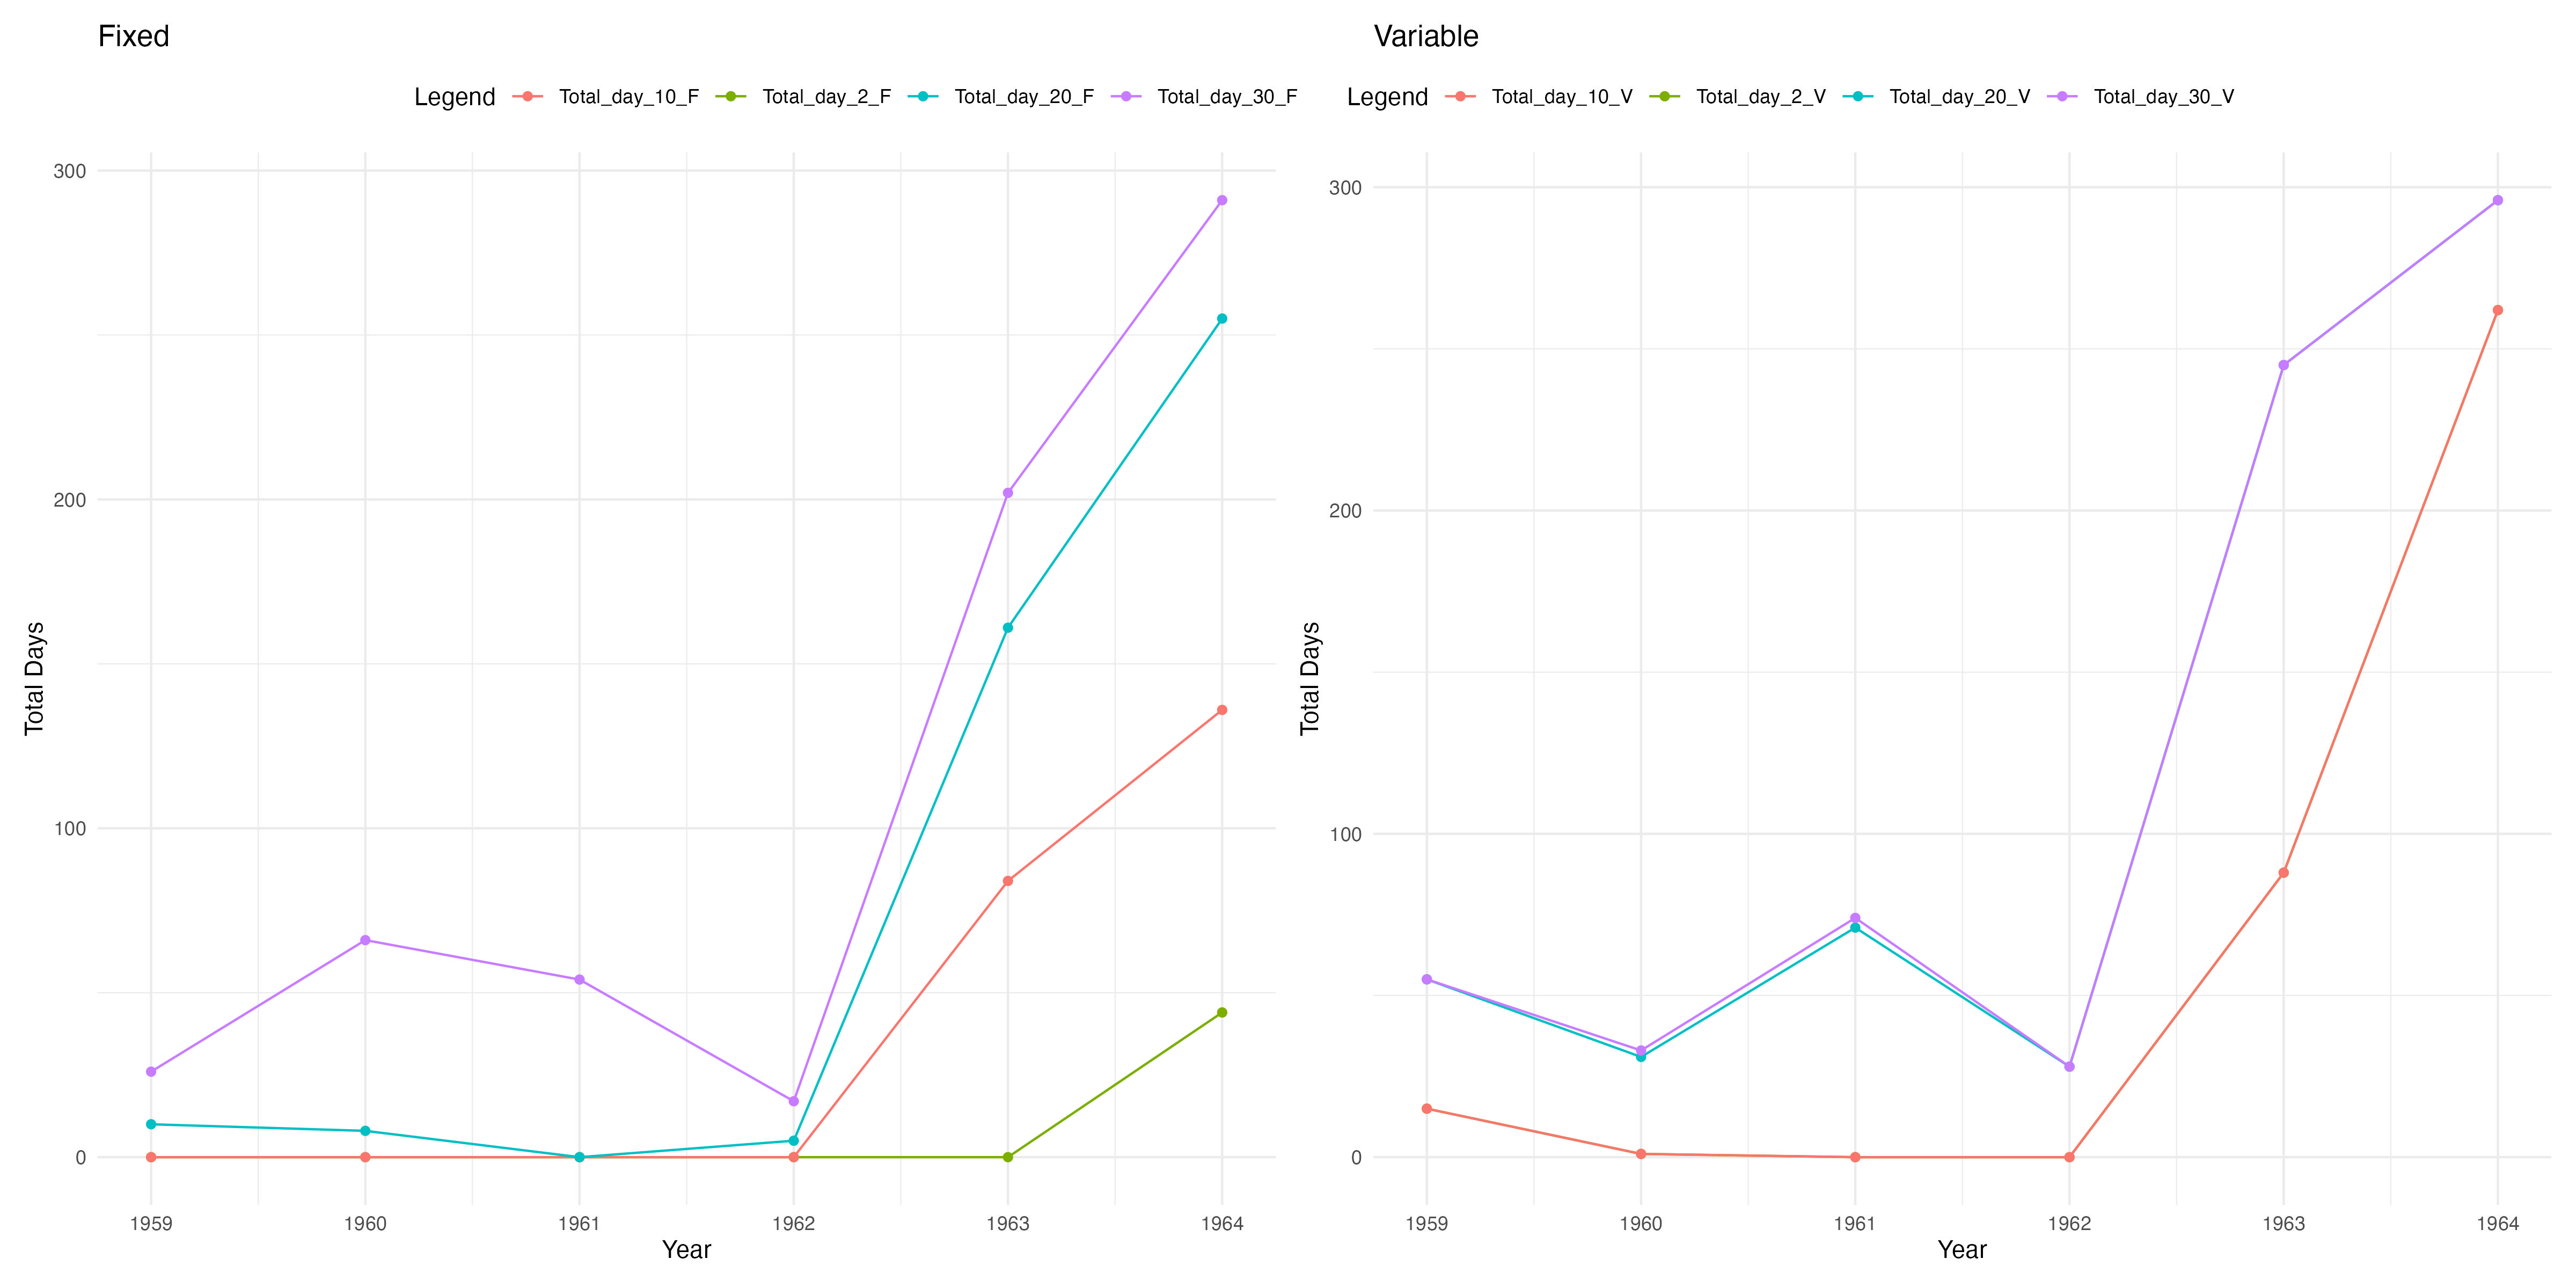 Fixed
Legend Total_day_10_F Total_day_2_F Total_day_20_F Total_day_30_F
300
200
100
0
Total Days
1959 1960 1961 1962 1963 1964
Year
Variable
Legend Total_day_10_V Total_day_2_V Total_day_20_V Total_day_30_V
300
200
100
0
Total Days
1959 1960 1961 1962 1963 1964
Year